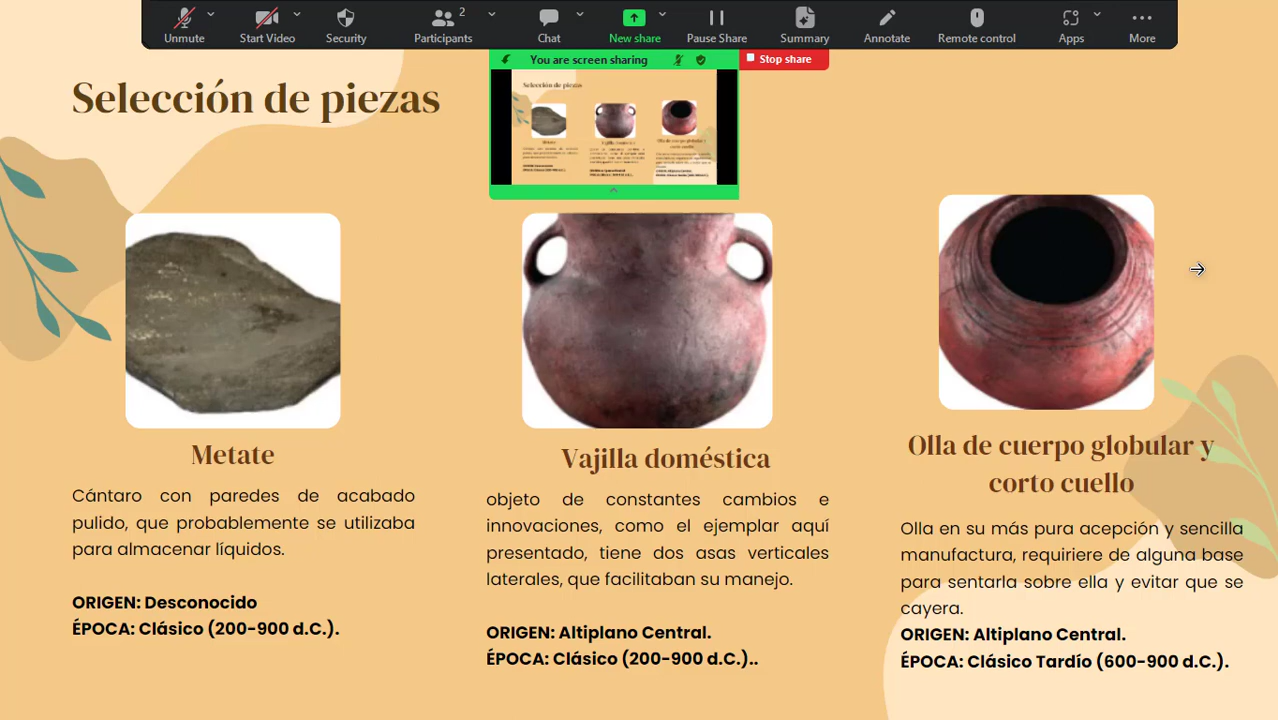 Unmute
Start Video
Security
Participants
2
Chat
New share
Pause Share
Summary
Annotate
Remote control
Apps
More
You are screen sharing
Stop share
Selección de piezas
Metate
Cántaro con paredes de acabado
pulido, que probablemente se utilizaba
para almacenar líquidos.
ORIGEN: Desconocido
ÉPOCA: Clásico (200-900 d.C.).
Vajilla doméstica
objeto de constantes cambios e
innovaciones, como el ejemplar aquí
presentado, tiene dos asas verticales
laterales, que facilitaban su manejo.
ORIGEN: Altiplano Central.
ÉPOCA: Clásico (200-900 d.C.)..
Olla de cuerpo globular y
corto cuello
Olla en su más pura acepción y sencilla
manufactura, requiriere de alguna base
para sentarla sobre ella y evitar que se
cayera.
ORIGEN: Altiplano Central.
ÉPOCA: Clásico Tardío (600-900 d.C.).